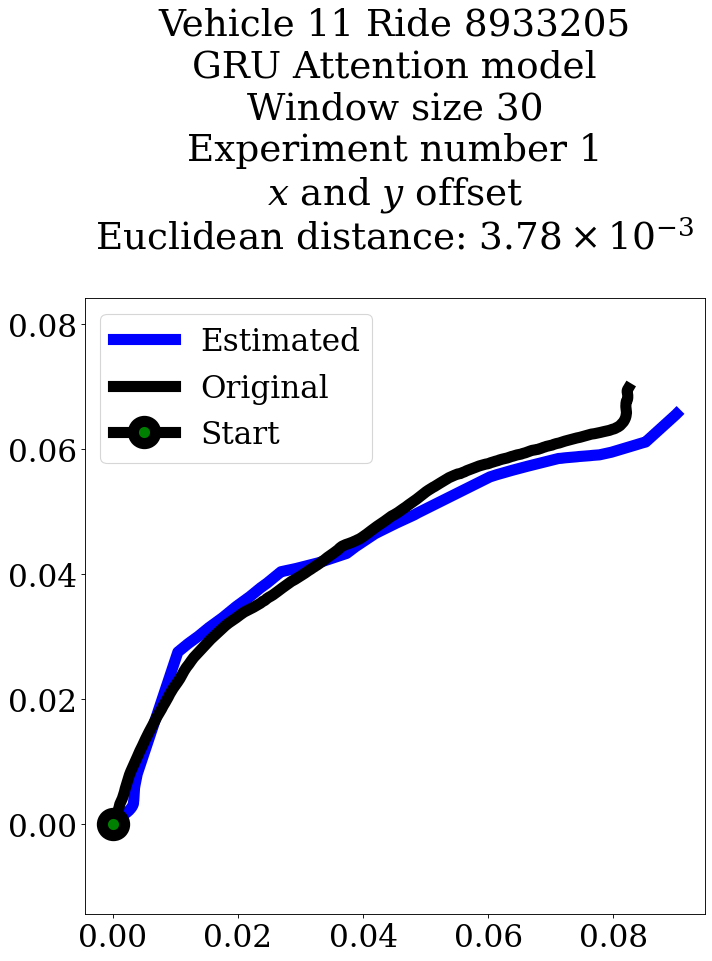 Vehicle 11 Ride 8933205
GRU Attention model
Window size 30
Experiment number 1
x and y offset
Euclidean distance: 3.78 × 10⁻³
Estimated
Original
Start
0.08
0.06
0.04
0.02
0.00
0.00 0.02 0.04 0.06 0.08